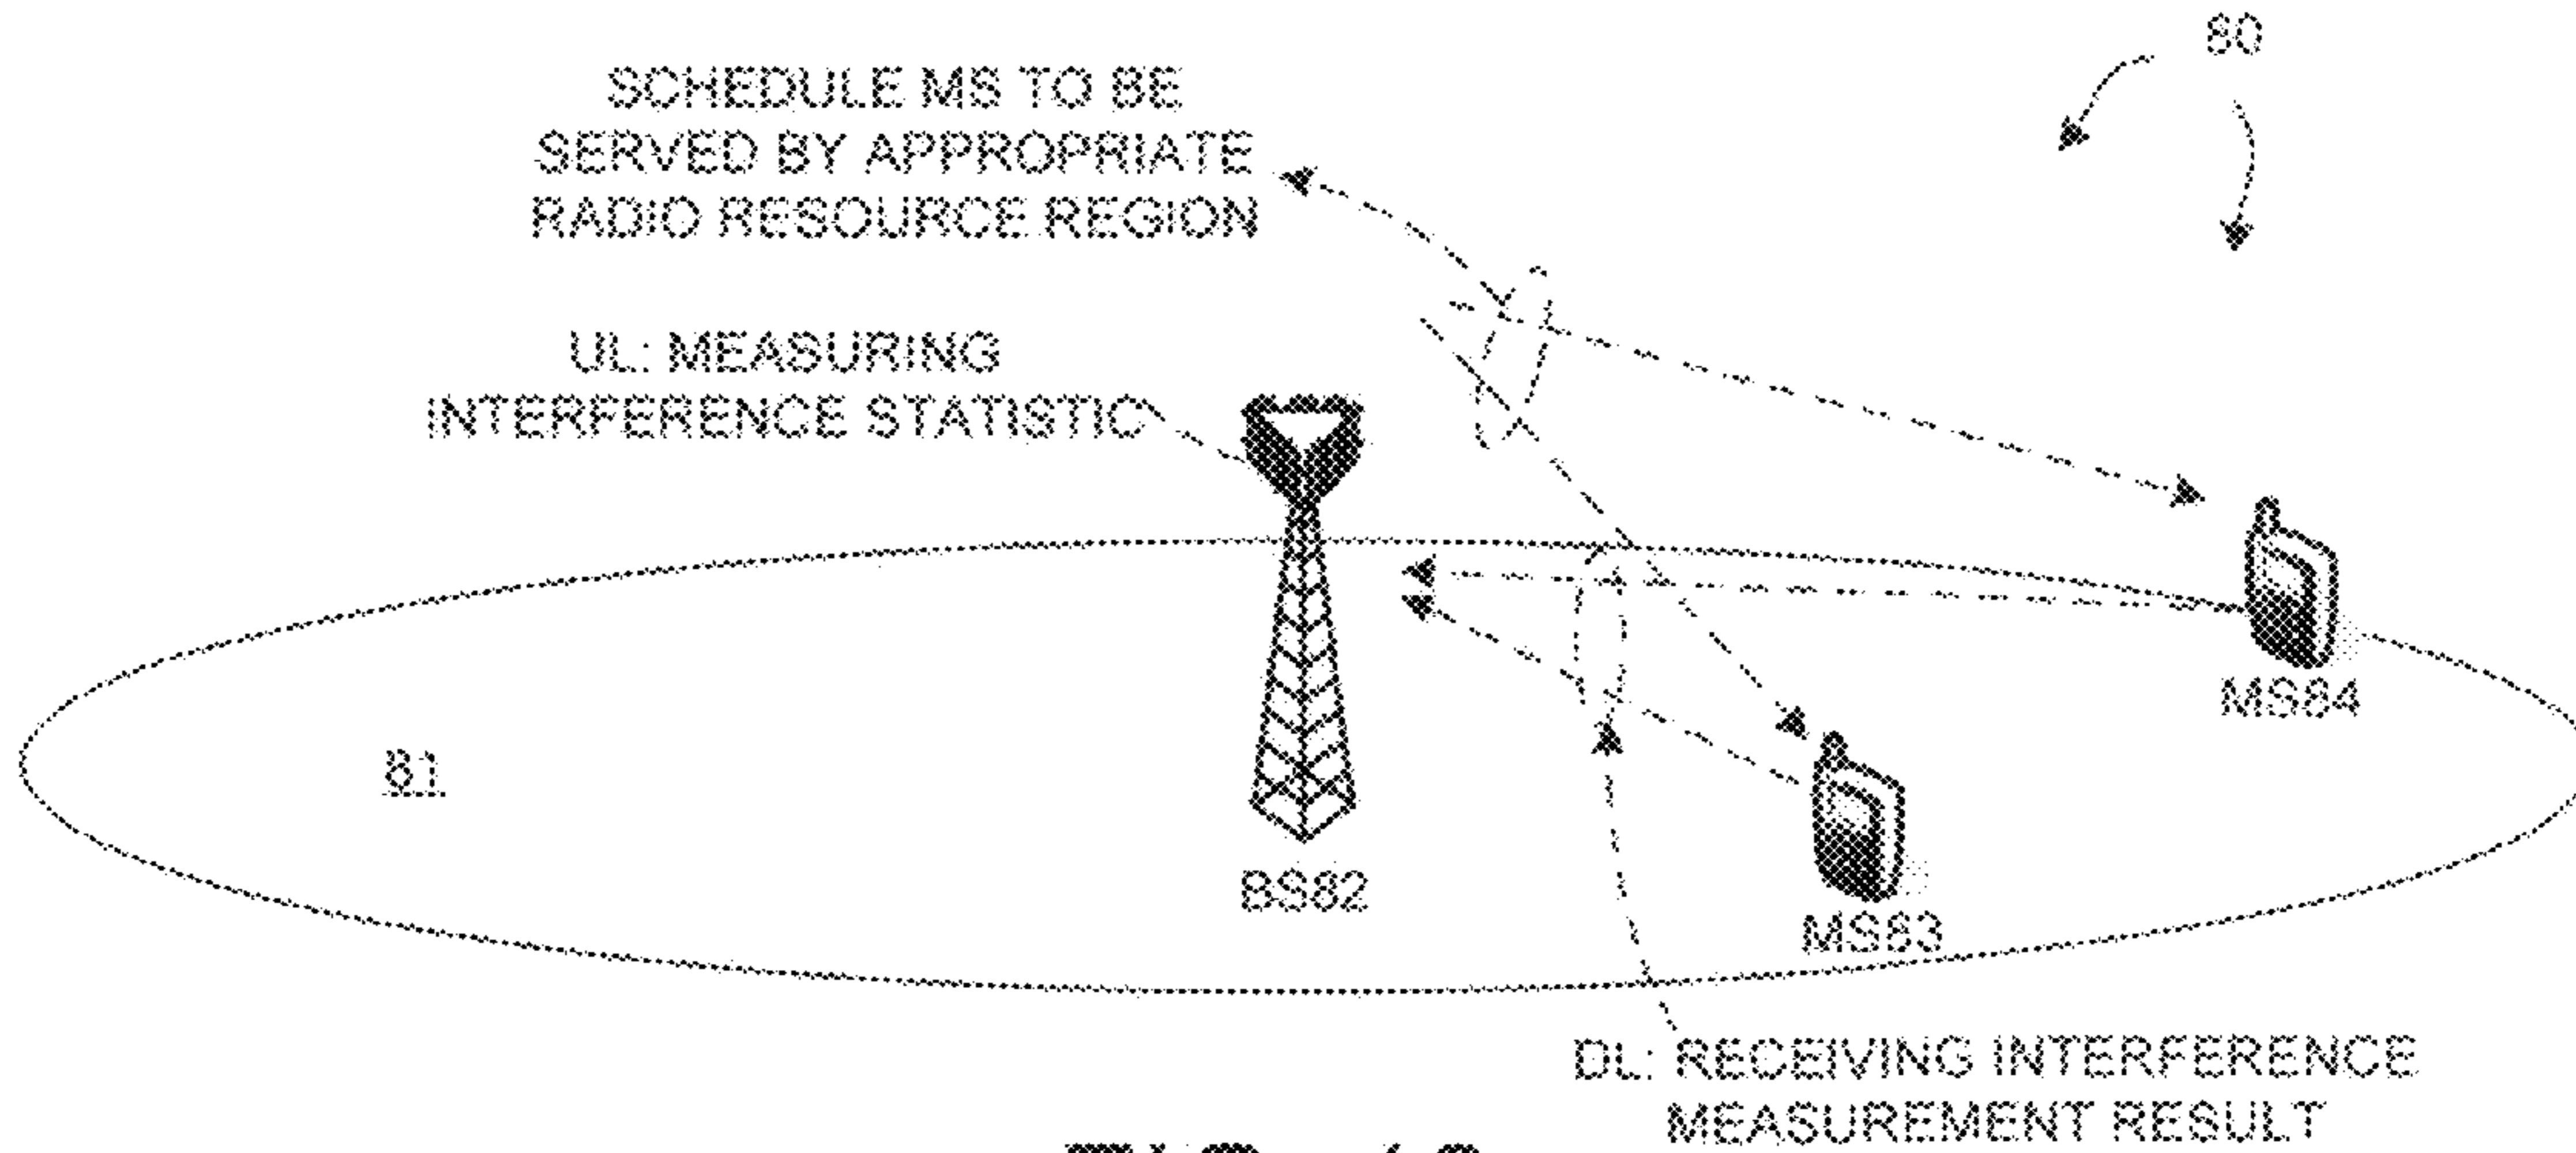 80
SCHEDULE MS TO BE
SERVED BY APPROPRIATE
RADIO RESOURCE REGION
UL: MEASURING
INTERFERENCE STATISTIC
MS84
81
BS82
MS83
DL: RECEIVING INTERFERENCE
MEASUREMENT RESULT